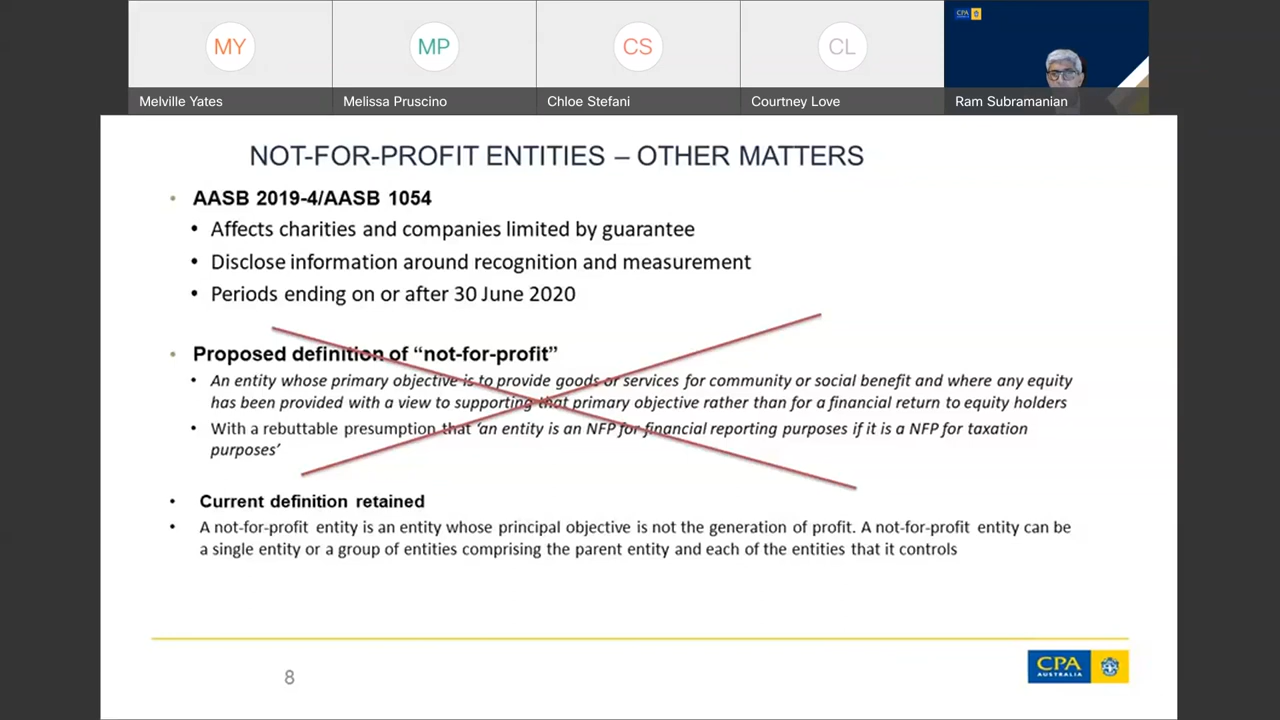 MY
MP
CS
CL
CPA
Melville Yates
Melissa Pruscino
Chloe Stefani
Courtney Love
Ram Subramanian
NOT-FOR-PROFIT ENTITIES – OTHER MATTERS
• AASB 2019-4/AASB 1054
• Affects charities and companies limited by guarantee
• Disclose information around recognition and measurement
• Periods ending on or after 30 June 2020
• Proposed definition of “not-for-profit”
• An entity whose primary objective is to provide goods or services for community or social benefit and where any equity
has been provided with a view to supporting that primary objective rather than for a financial return to equity holders
• With a rebuttable presumption that ‘an entity is an NFP for financial reporting purposes if it is a NFP for taxation
purposes’
• Current definition retained
• A not-for-profit entity is an entity whose principal objective is not the generation of profit. A not-for-profit entity can be
a single entity or a group of entities comprising the parent entity and each of the entities that it controls
8
CPA
AUSTRALIA